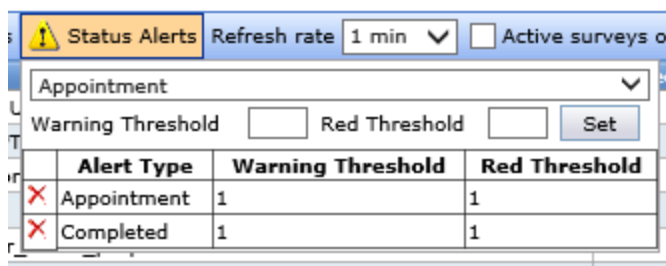 Status Alerts Refresh rate 1 min Active surveys o
Appointment
Warning Threshold Red Threshold Set
Alert Type Warning Threshold Red Threshold
Appointment 1 1
Completed 1 1